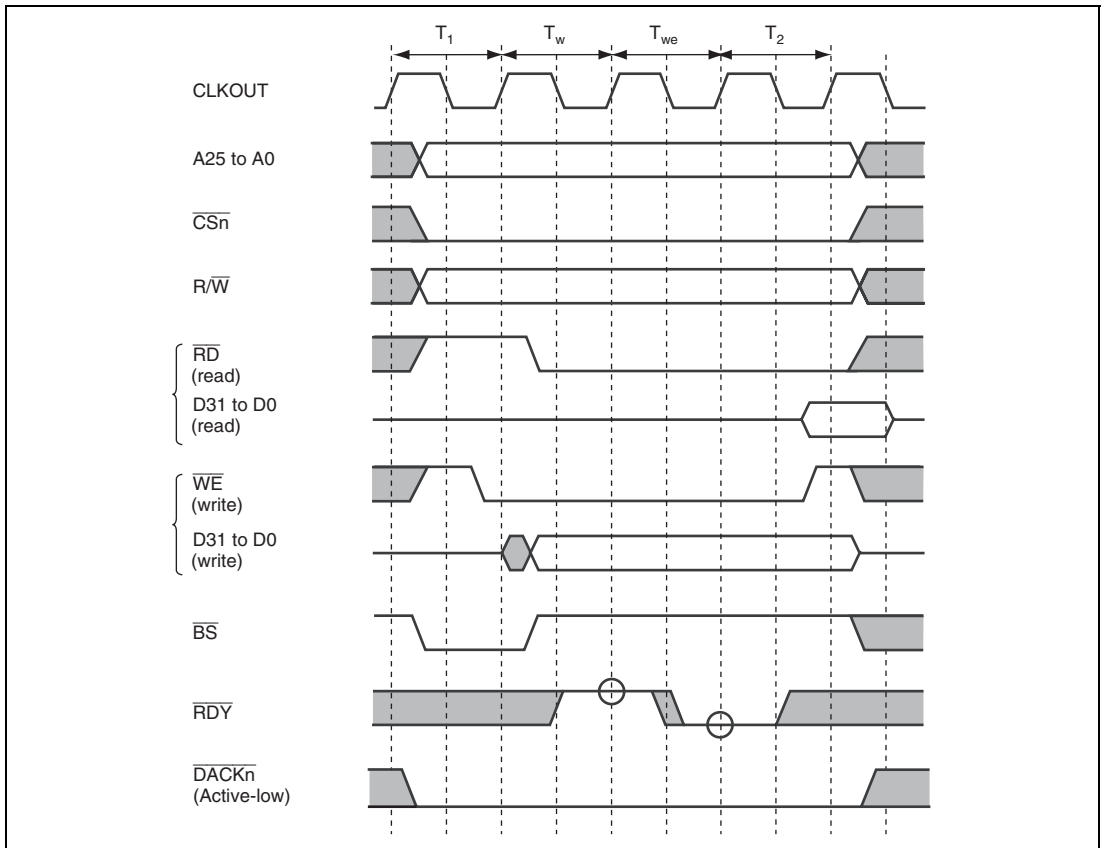 T1 Tw Twe T2
CLKOUT
A25 to A0
CSn
R/W
RD
(read)
D31 to D0
(read)
WE
(write)
D31 to D0
(write)
BS
RDY
DACKn
(Active-low)